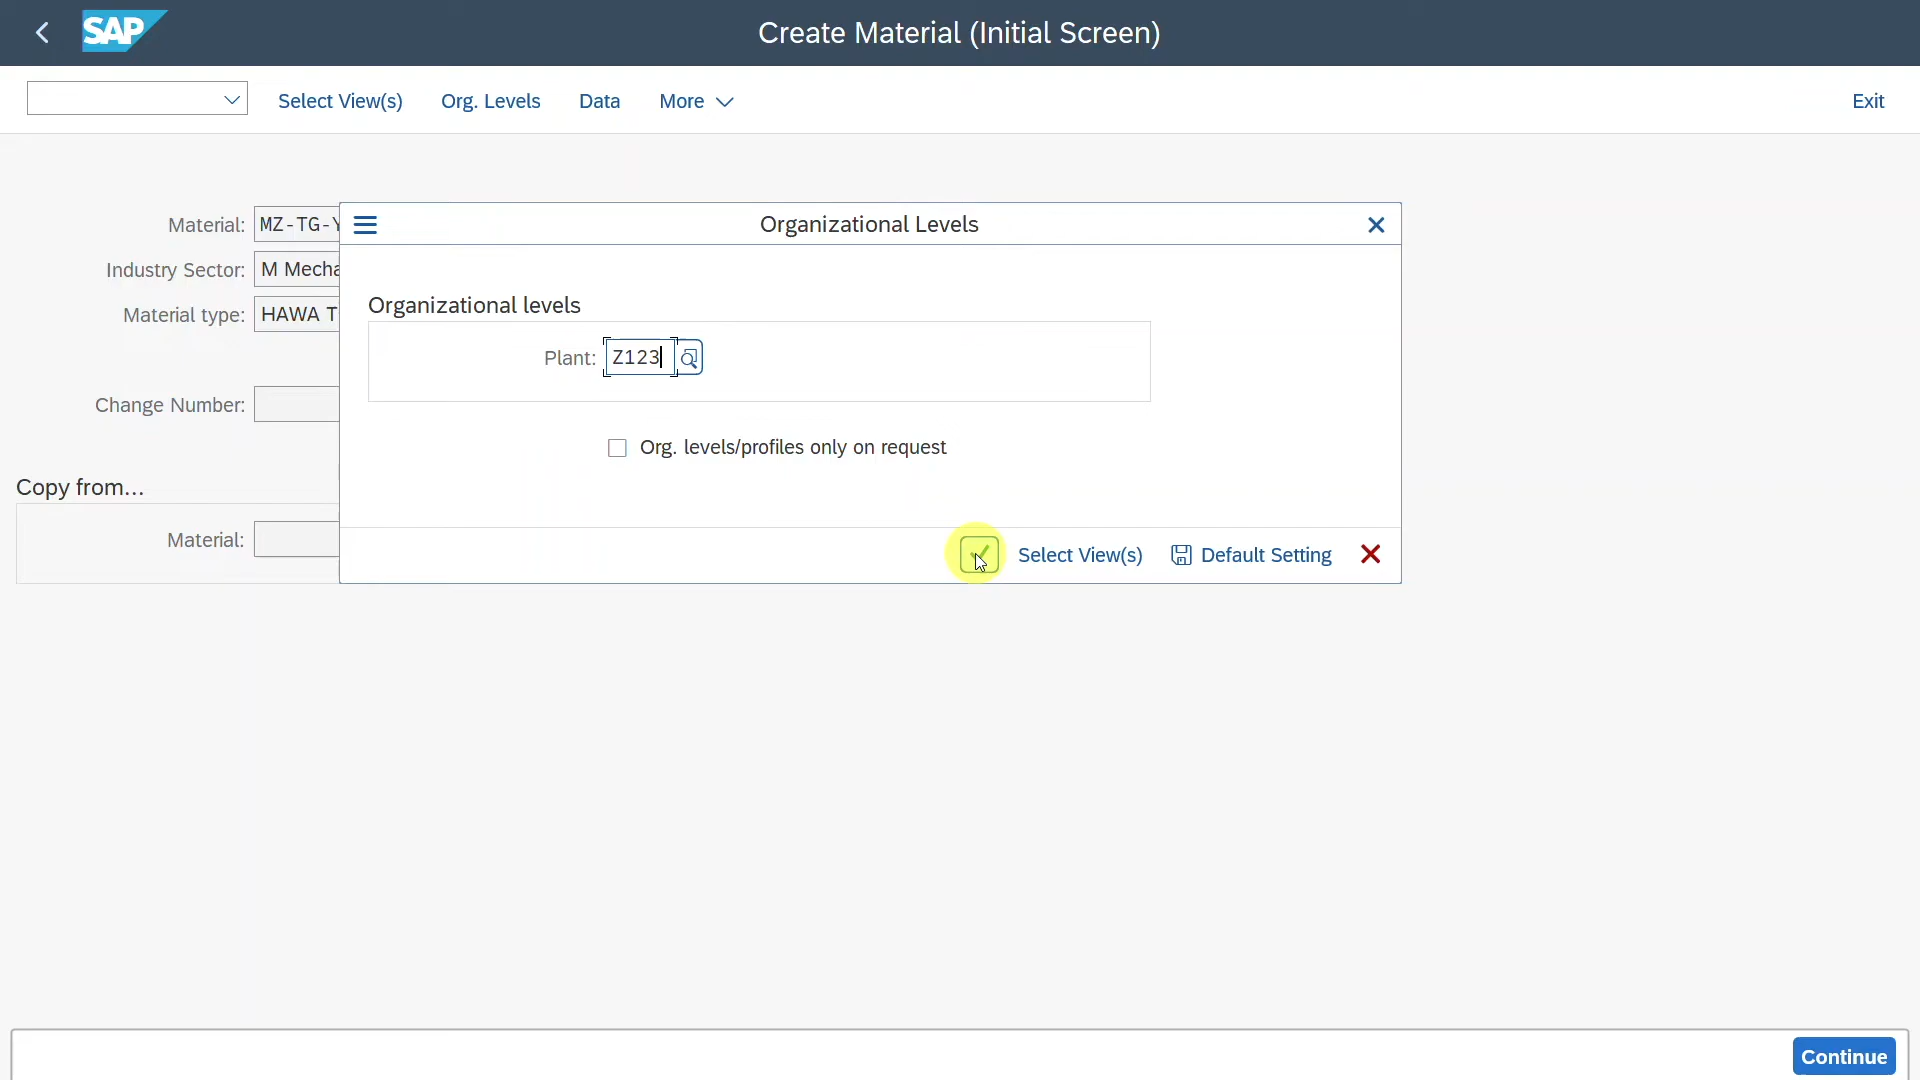 SAP
Create Material (Initial Screen)
Select View(s) Org. Levels Data More Exit
Material: MZ-TG-
Organizational Levels
Industry Sector: M Mecha
Material type: HAWA T
Organizational levels
Plant: Z123
Change Number:
Org. levels/profiles only on request
Copy from...
Material:
Select View(s) Default Setting
Continue